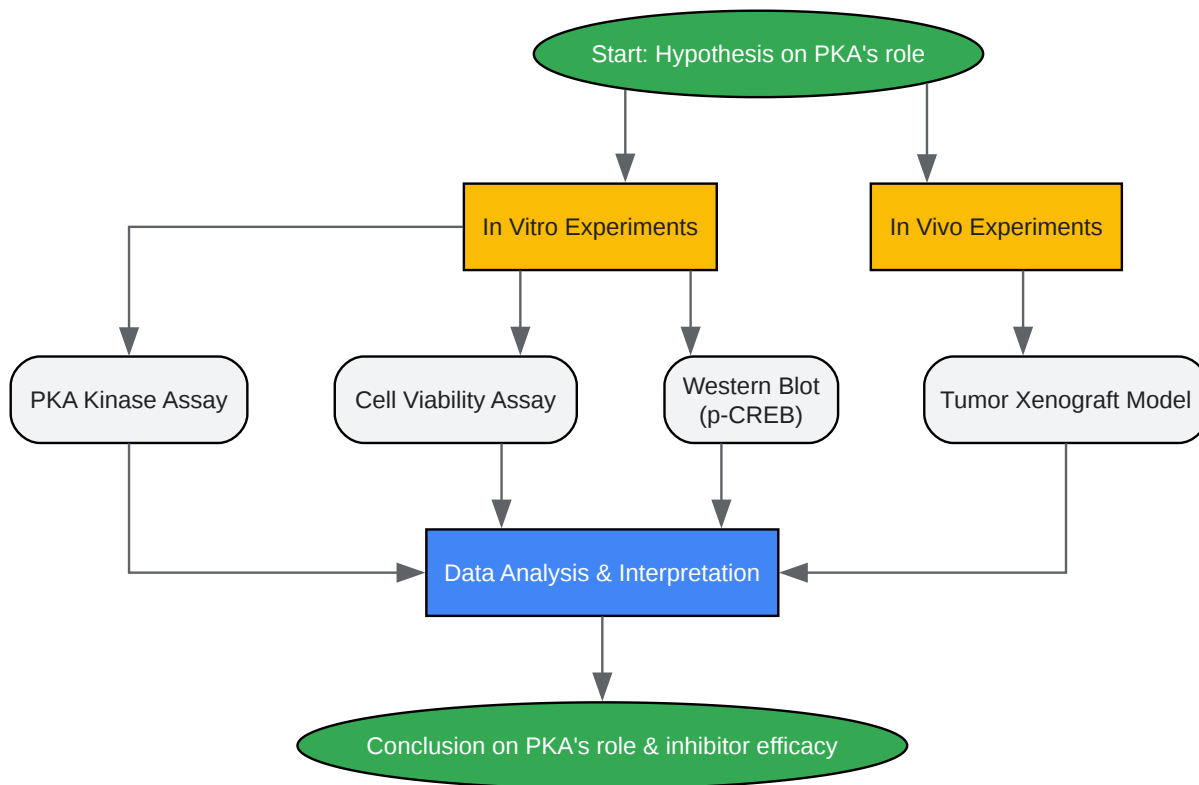 Start: Hypothesis on PKA's role
In Vitro Experiments
In Vivo Experiments
PKA Kinase Assay
Cell Viability Assay
Western Blot
(p-CREB)
Tumor Xenograft Model
Data Analysis & Interpretation
Conclusion on PKA's role & inhibitor efficacy